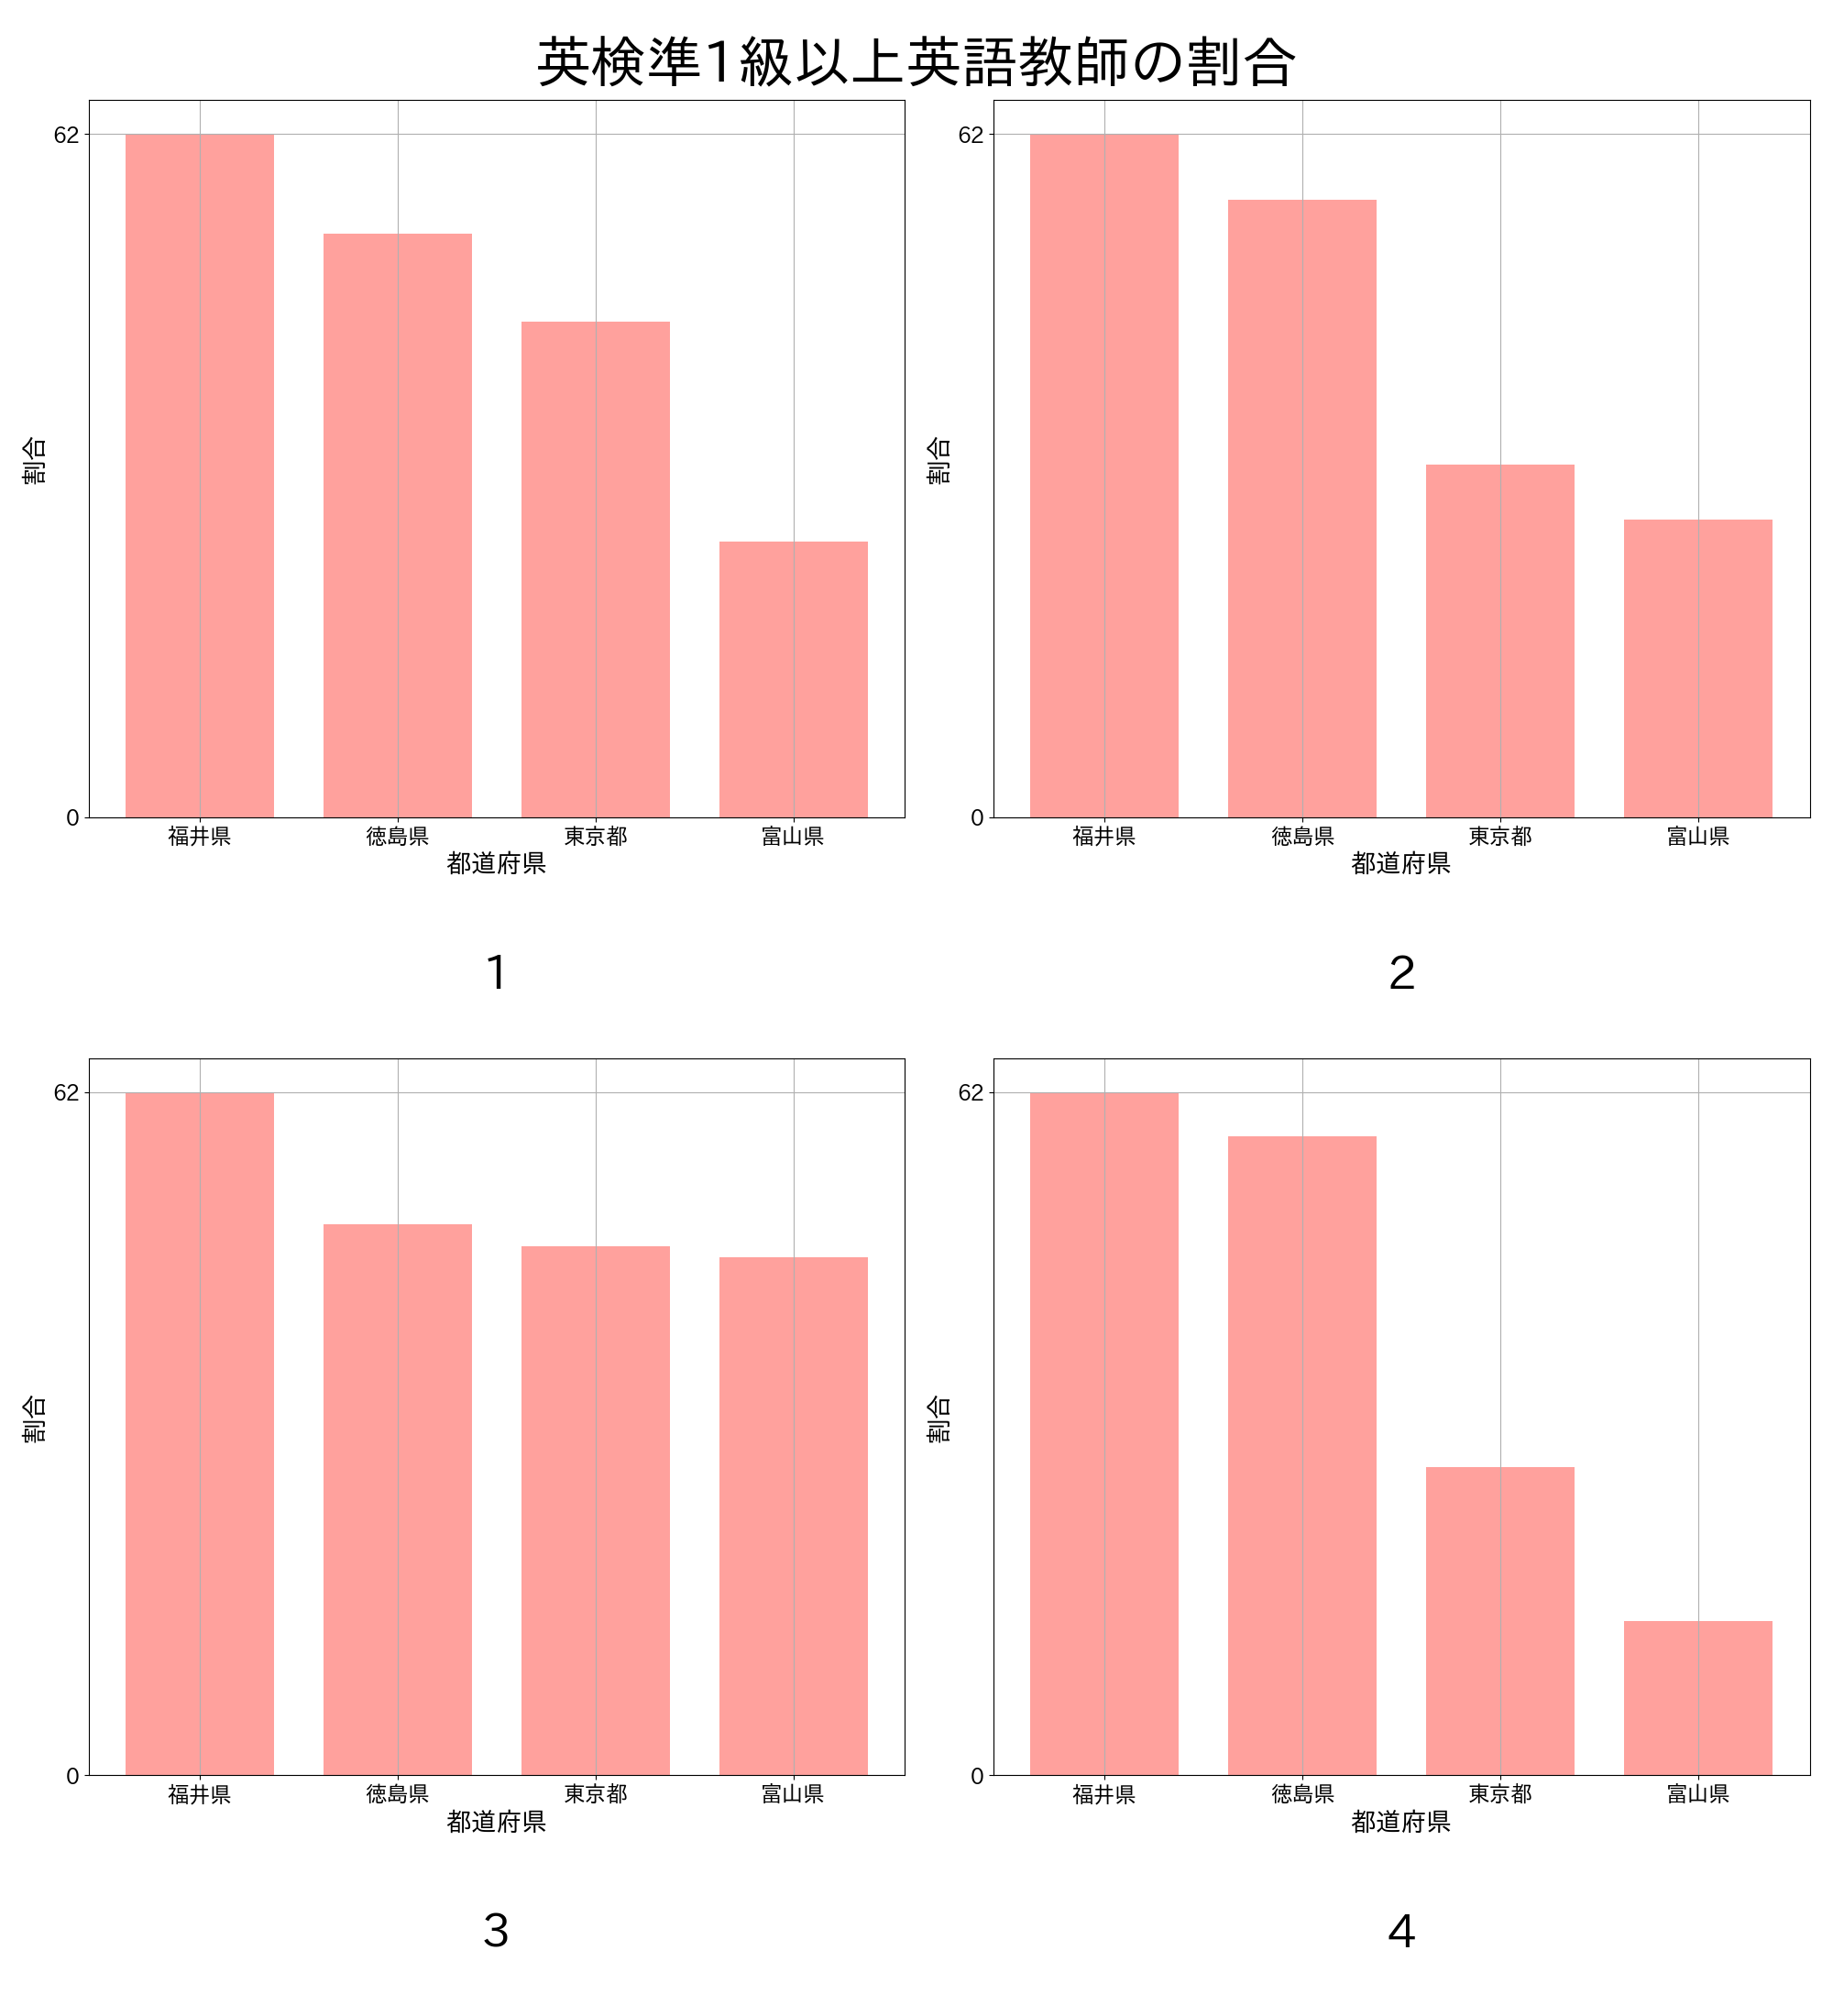 英検準1級以上英語教師の割合
62
割合
0
福井県 徳島県 東京都 富山県
都道府県
1
62
割合
0
福井県 徳島県 東京都 富山県
都道府県
2
62
割合
0
福井県 徳島県 東京都 富山県
都道府県
3
62
割合
0
福井県 徳島県 東京都 富山県
都道府県
4